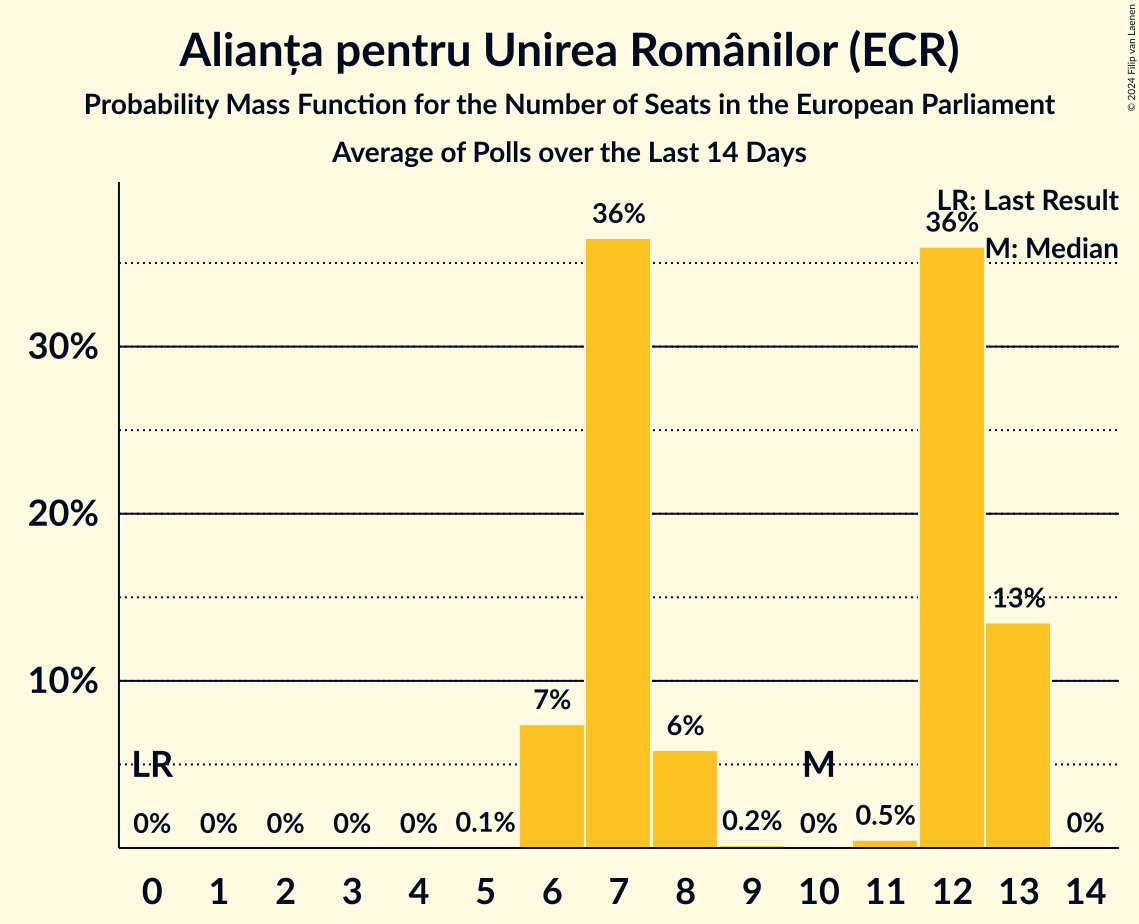 Alianța pentru Unirea Românilor (ECR)
Probability Mass Function for the Number of Seats in the European Parliament
Average of Polls over the Last 14 Days
© 2024 Filip van Laenen
LR: Last Result
M: Median
36%
36%
30%
20%
13%
10%
7%
6%
LR
M
0%
0%
0%
0%
0%
0.1%
0.2%
0%
0.5%
0%
0 1 2 3 4 5 6 7 8 9 10 11 12 13 14